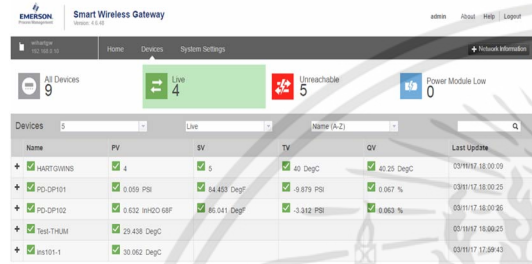 EMERSON. Smart Wireless Gateway admin About Help Logout
Process Management Version: 4.6.48
wihartgw
192.168.0.10 Home Devices System Settings + Network Information
All Devices Live Unreachable Power Module Low
9 4 5 0
Devices 5 Live Name (A-Z)
Name PV SV TV QV Last Update
+ HARTGWINS 4 5 40 DegC 40.25 DegC 03/11/17 18:00:09
+ PD-DP101 0.059 PSI 84.453 DegF -9.879 PSI 0.067 % 03/11/17 18:00:25
+ PD-DP102 0.632 InH2O 68F 86.041 DegF -3.312 PSI 0.063 % 03/11/17 18:00:26
+ Test-THUM 29.438 DegC 03/11/17 18:00:25
+ ins101-1 30.062 DegC 03/11/17 17:59:43